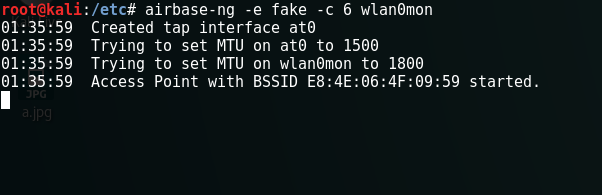 root@kali:/etc# airbase-ng -e fake -c 6 wlan0mon
01:35:59  Created tap interface at0
01:35:59  Trying to set MTU on at0 to 1500
01:35:59  Trying to set MTU on wlan0mon to 1800
01:35:59  Access Point with BSSID E8:4E:06:4F:09:59 started.
JPG
a.jpg